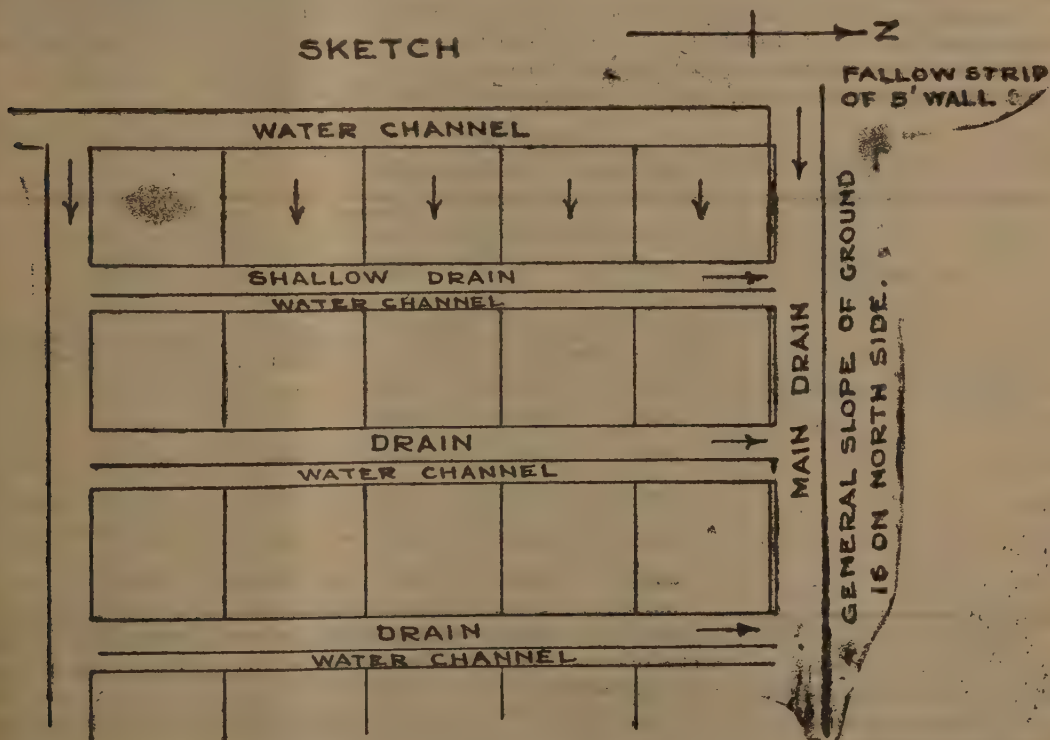 SKETCH
N
FALLOW STRIP
OF 5' WALL
WATER CHANNEL
SHALLOW DRAIN
WATER CHANNEL
DRAIN
WATER CHANNEL
DRAIN
WATER CHANNEL
MAIN DRAIN
GENERAL SLOPE OF GROUND
16 ON NORTH SIDE.